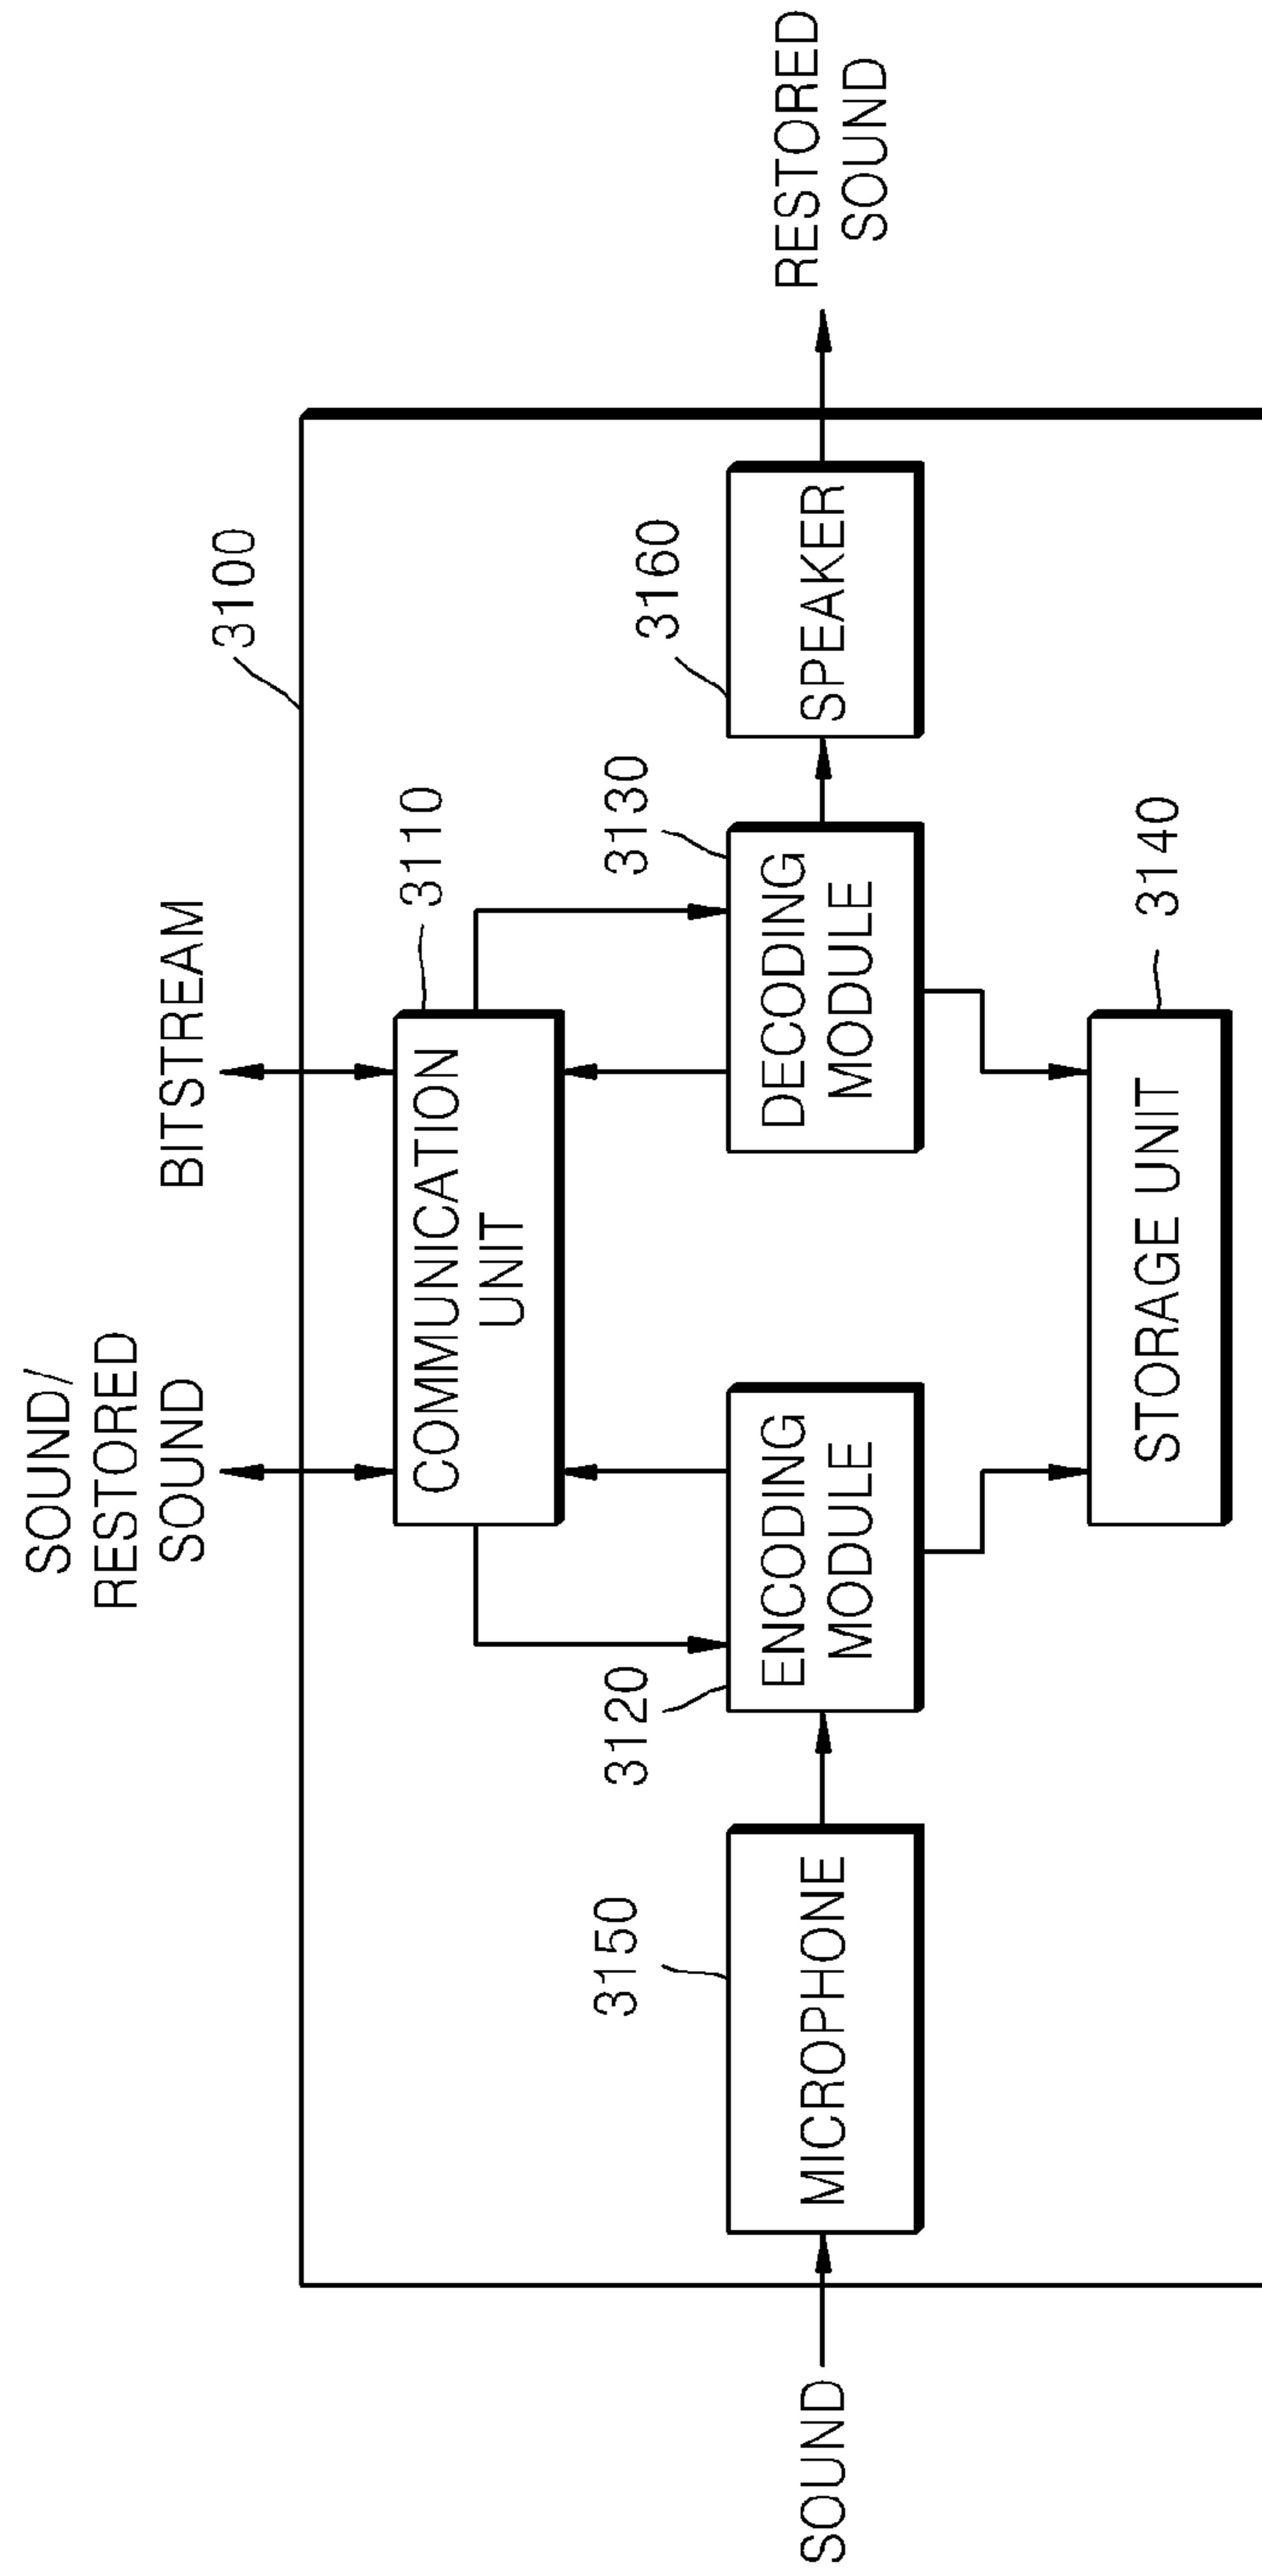 SOUND/
RESTORED
SOUND
BITSTREAM
3100
COMMUNICATION
UNIT
3110
3150
3120
3130
3160
SOUND
MICROPHONE
ENCODING
MODULE
DECODING
MODULE
SPEAKER
RESTORED
SOUND
STORAGE UNIT
3140